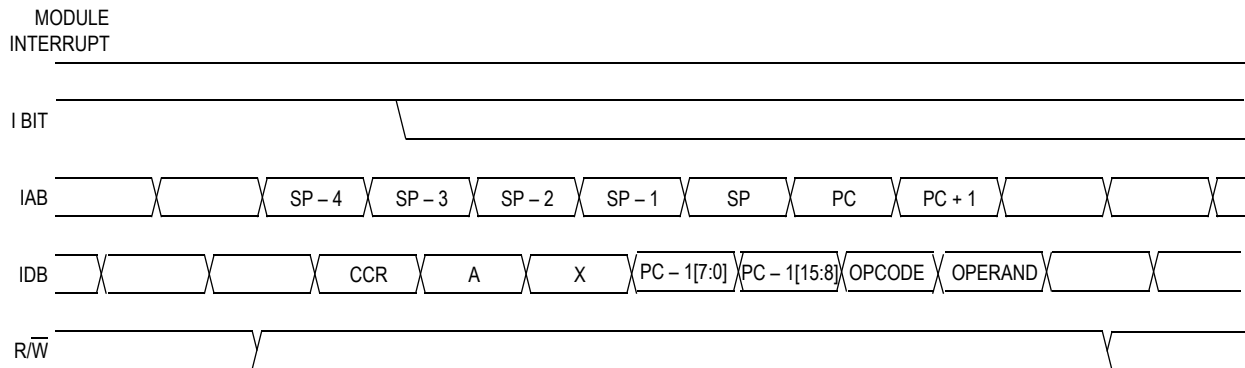 MODULE
INTERRUPT
I BIT
IAB SP – 4 SP – 3 SP – 2 SP – 1 SP PC PC + 1
IDB CCR A X PC – 1[7:0] PC – 1[15:8] OPCODE OPERAND
R/W̅